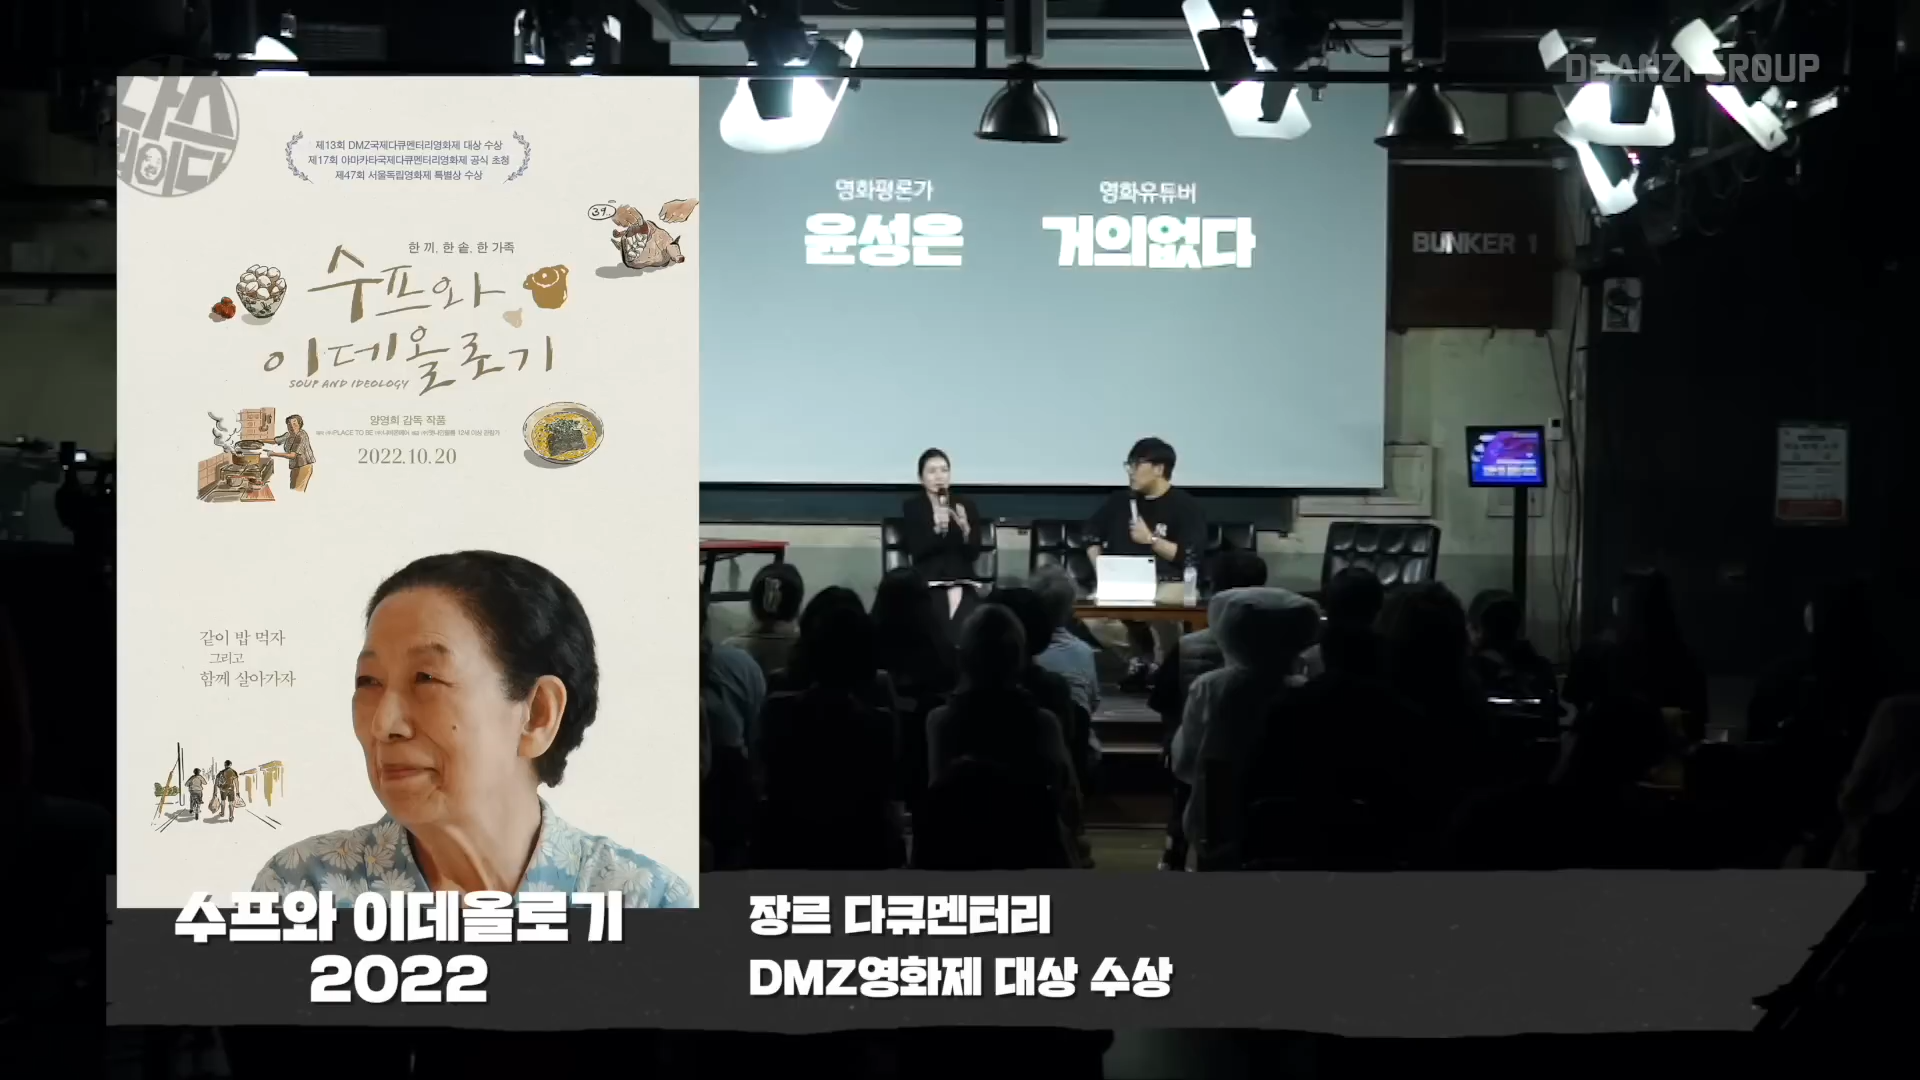 다스
뵈이다
DDANZI GROUP
제13회 DMZ국제다큐멘터리영화제 대상 수상
제17회 야마가타국제다큐멘터리영화제 공식 초청
제47회 서울독립영화제 특별상 수상
39..
한 끼, 한 솥, 한 가족
수프와
이데올로기
SOUP AND IDEOLOGY
양영희 감독 작품
2022.10.20
같이 밥 먹자
그리고
함께 살아가자
영화평론가
윤성은
영화유튜버
거의없다
BUNKER 1
수프와 이데올로기
2022
장르 다큐멘터리
DMZ영화제 대상 수상